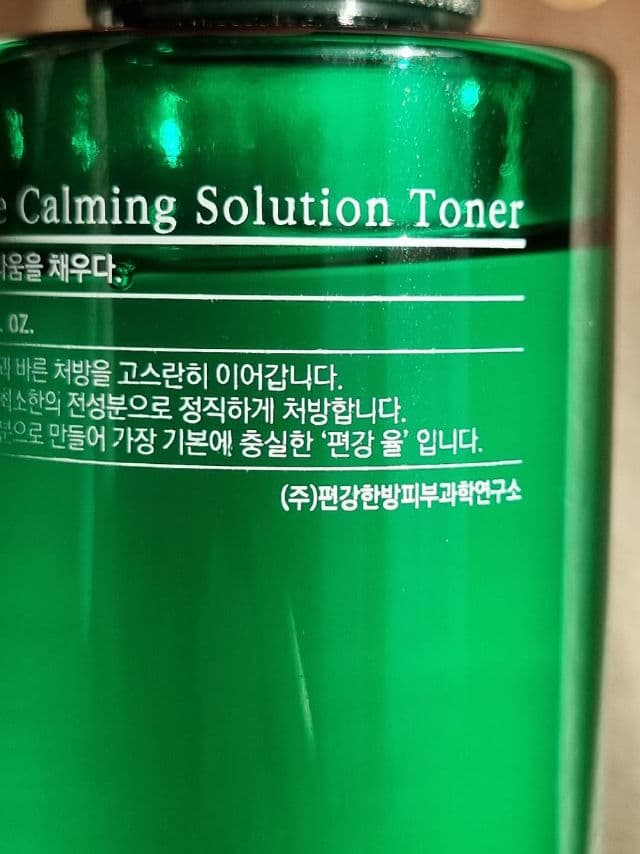 e Calming Solution Toner
다움을 채우다.
. OZ.
과 바른 처방을 고스란히 이어갑니다.
최소한의 전성분으로 정직하게 처방합니다.
분으로 만들어 가장 기본에 충실한 ‘편강 율’ 입니다.
(주)편강한방피부과학연구소